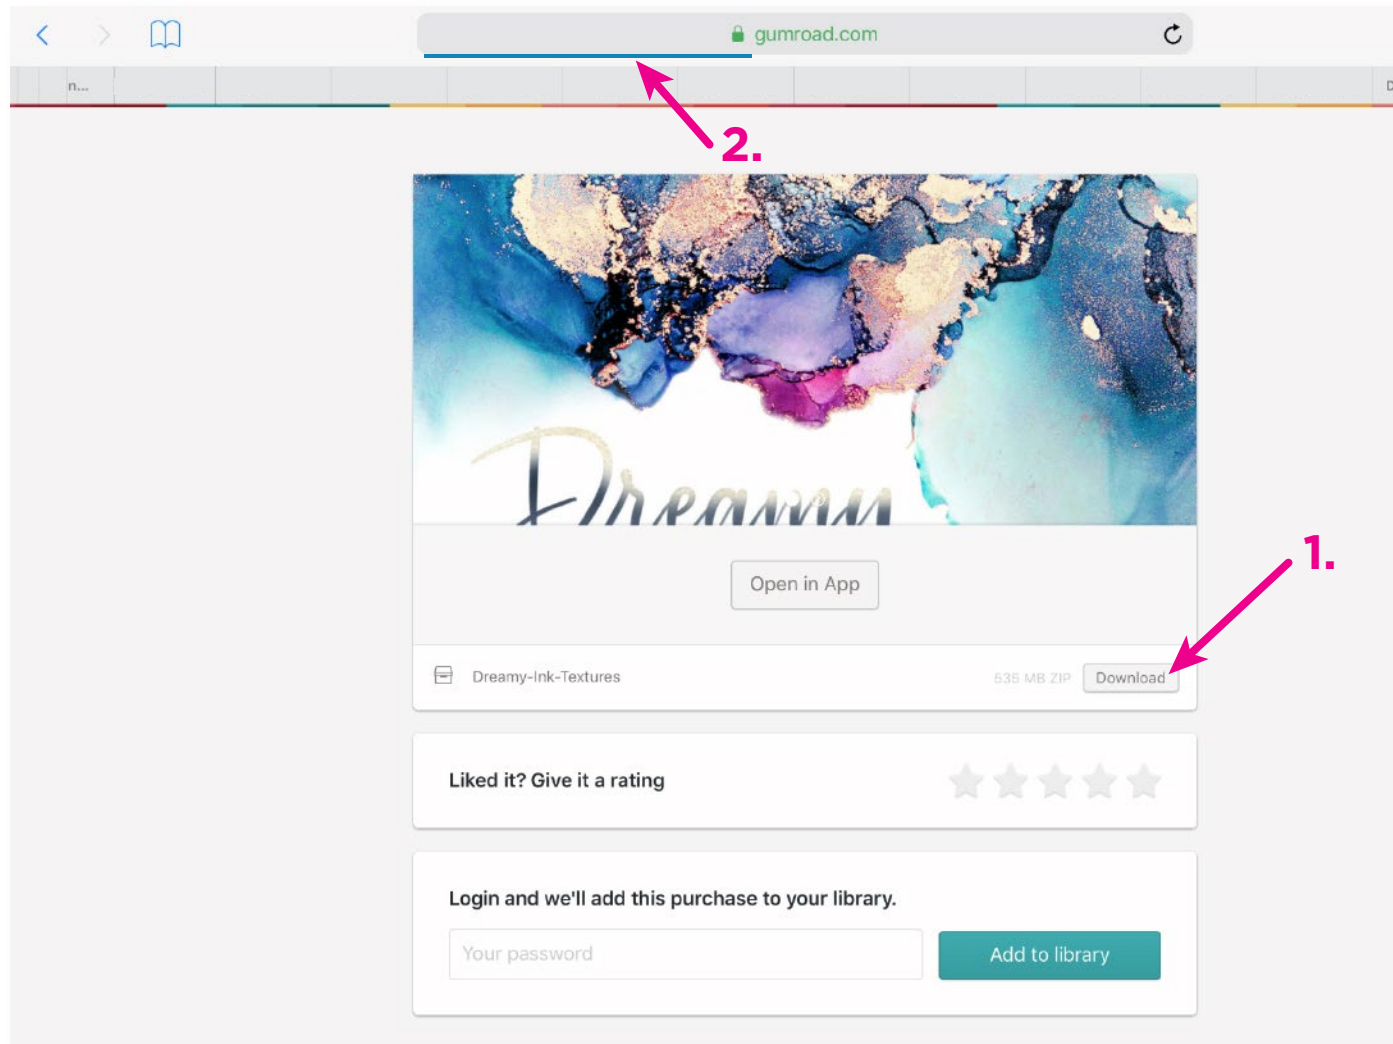 gumroad.com
n...
D
2.
Dreamy
1.
Open in App
Dreamy-Ink-Textures 535 MB ZIP Download
Liked it? Give it a rating
Login and we'll add this purchase to your library.
Your password Add to library